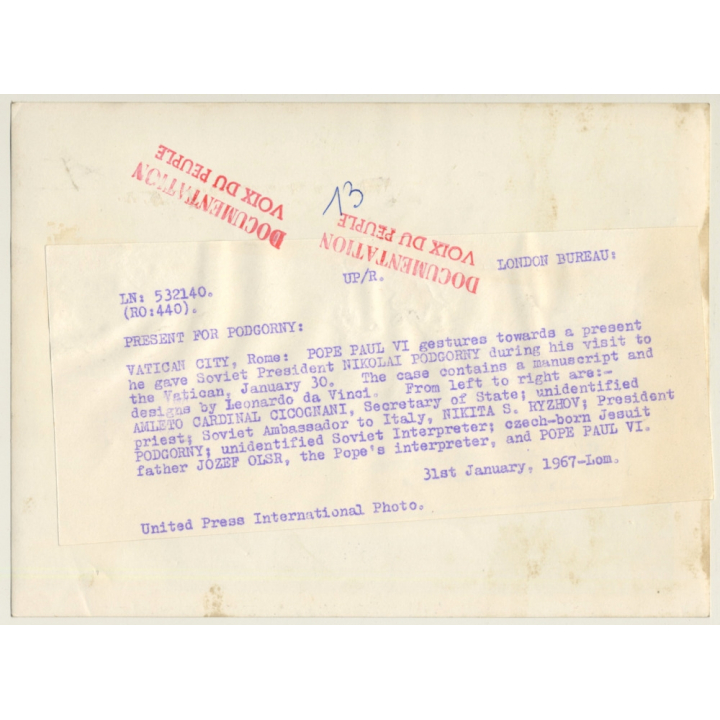 DOCUMENTATION
VOIX DU PEUPLE
13
DOCUMENTATION
VOIX DU PEUPLE
LONDON BUREAU:
UP/R.
LN: 532140.
(RO:440).
PRESENT FOR PODGORNY:
VATICAN CITY, Rome: POPE PAUL VI gestures towards a present
he gave Soviet President NIKOLAI PODGORNY during his visit to
the Vatican, January 30. The case contains a manuscript and
designs by Leonardo da Vinci. From left to right are:-
AMLETO CARDINAL CICOGNANI, Secretary of State; unidentified
priest; Soviet Ambassador to Italy, NIKITA S. RYZHOV; President
PODGORNY; unidentified Soviet Interpreter; czech-born Jesuit
father JOZEF OLSR, the Pope's interpreter, and POPE PAUL VI.
31st January, 1967-Lom.
United Press International Photo.